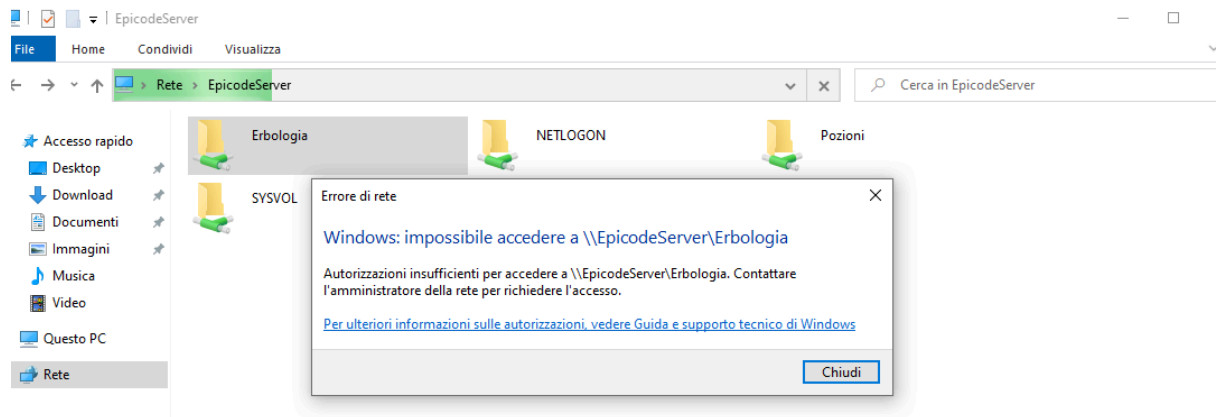 EpicodeServer
File Home Condividi Visualizza
Rete > EpicodeServer
Cerca in EpicodeServer
Accesso rapido
Desktop
Download
Documenti
Immagini
Musica
Video
Questo PC
Rete
Erbologia
NETLOGON
Pozioni
SYSVOL
Errore di rete
Windows: impossibile accedere a \\EpicodeServer\Erbologia
Autorizzazioni insufficienti per accedere a \\EpicodeServer\Erbologia. Contattare
l'amministratore della rete per richiedere l'accesso.
Per ulteriori informazioni sulle autorizzazioni, vedere Guida e supporto tecnico di Windows
Chiudi